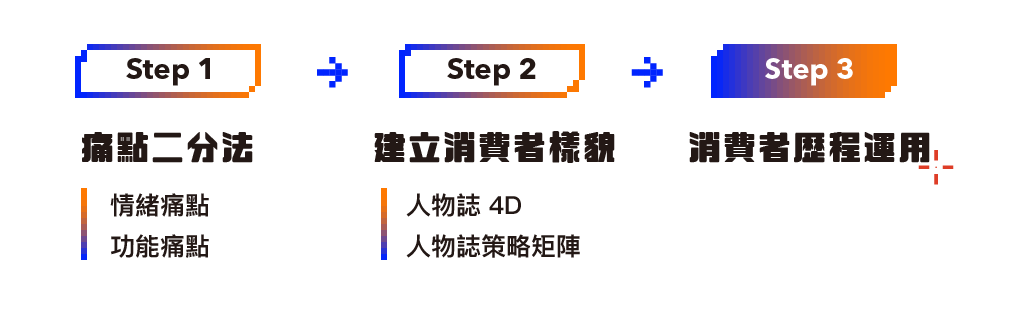 Step 1
Step 2
Step 3
痛點二分法
建立消費者樣貌
消費者歷程運用
情緒痛點
功能痛點
人物誌 4D
人物誌策略矩陣